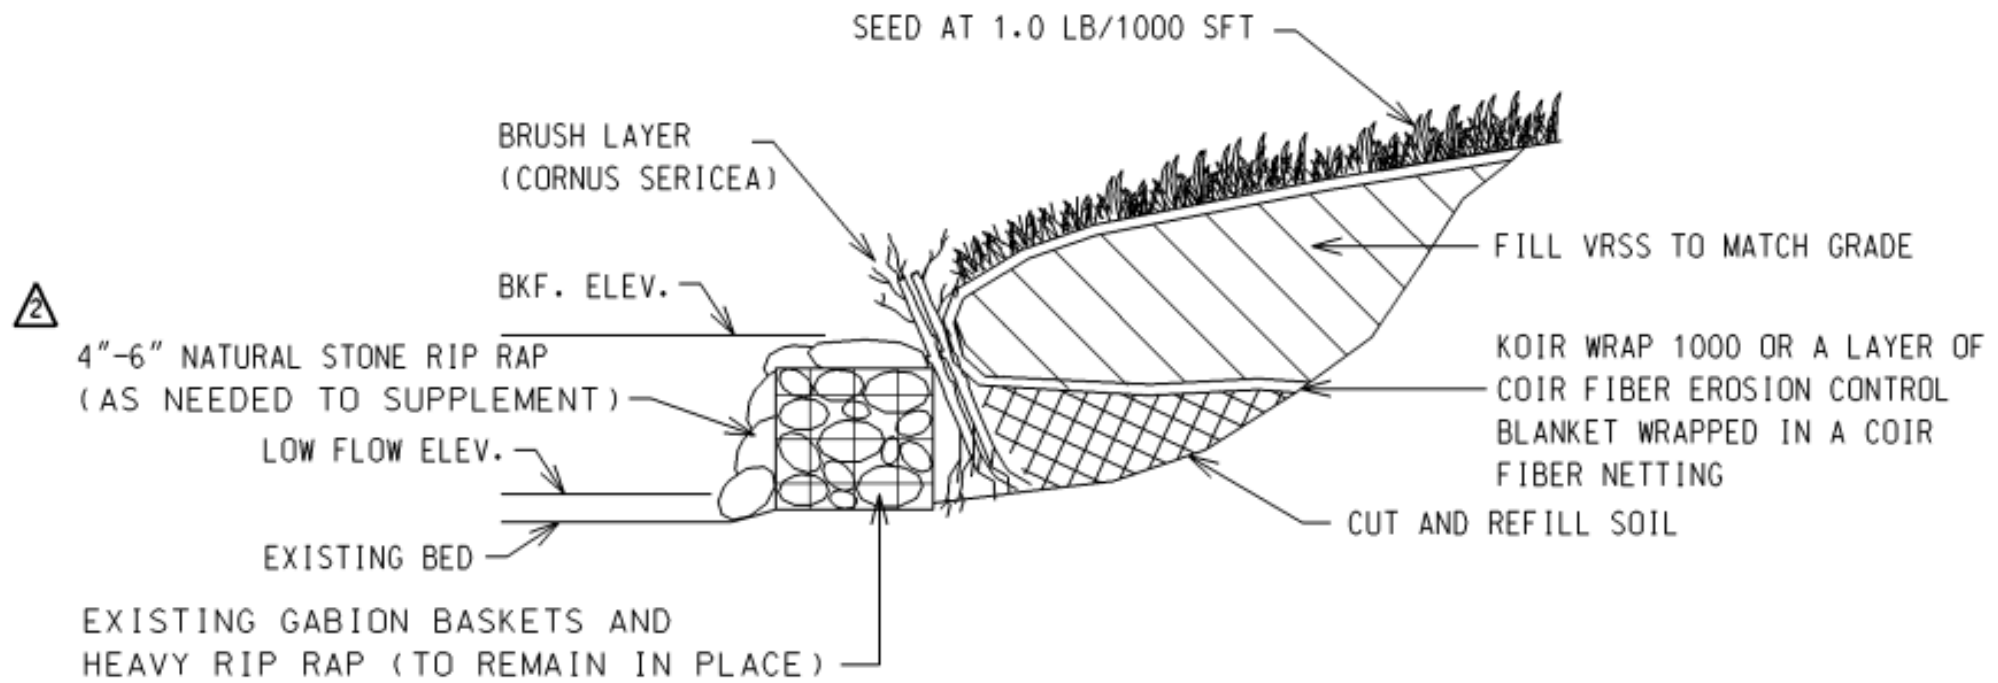 SEED AT 1.0 LB/1000 SFT
BRUSH LAYER
(CORNUS SERICEA)
FILL VRSS TO MATCH GRADE
BKF. ELEV.
2
4"-6" NATURAL STONE RIP RAP
(AS NEEDED TO SUPPLEMENT)
KOIR WRAP 1000 OR A LAYER OF
COIR FIBER EROSION CONTROL
BLANKET WRAPPED IN A COIR
FIBER NETTING
LOW FLOW ELEV.
CUT AND REFILL SOIL
EXISTING BED
EXISTING GABION BASKETS AND
HEAVY RIP RAP (TO REMAIN IN PLACE)